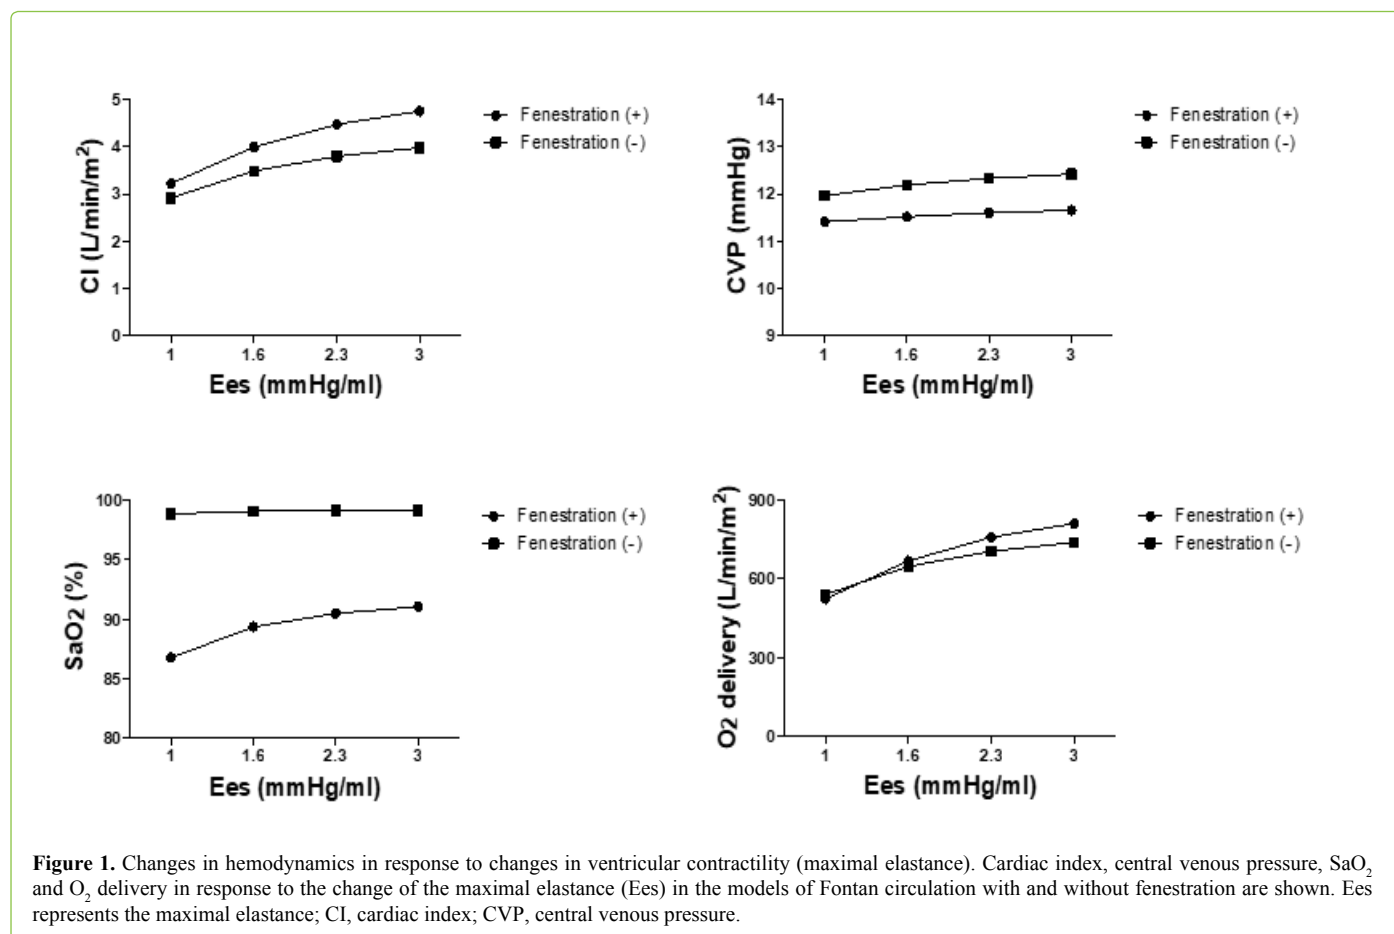 5
4
3
2
1
0
CI (L/min/m²)
1 1.6 2.3 3
Ees (mmHg/ml)
Fenestration (+)
Fenestration (-)
14
13
12
11
10
9
CVP (mmHg)
1 1.6 2.3 3
Ees (mmHg/ml)
Fenestration (+)
Fenestration (-)
100
95
90
85
80
SaO2 (%)
1 1.6 2.3 3
Ees (mmHg/ml)
Fenestration (+)
Fenestration (-)
900
600
300
0
O2 delivery (L/min/m²)
1 1.6 2.3 3
Ees (mmHg/ml)
Fenestration (+)
Fenestration (-)
Figure 1. Changes in hemodynamics in response to changes in ventricular contractility (maximal elastance). Cardiac index, central venous pressure, SaO₂
and O₂ delivery in response to the change of the maximal elastance (Ees) in the models of Fontan circulation with and without fenestration are shown. Ees
represents the maximal elastance; CI, cardiac index; CVP, central venous pressure.